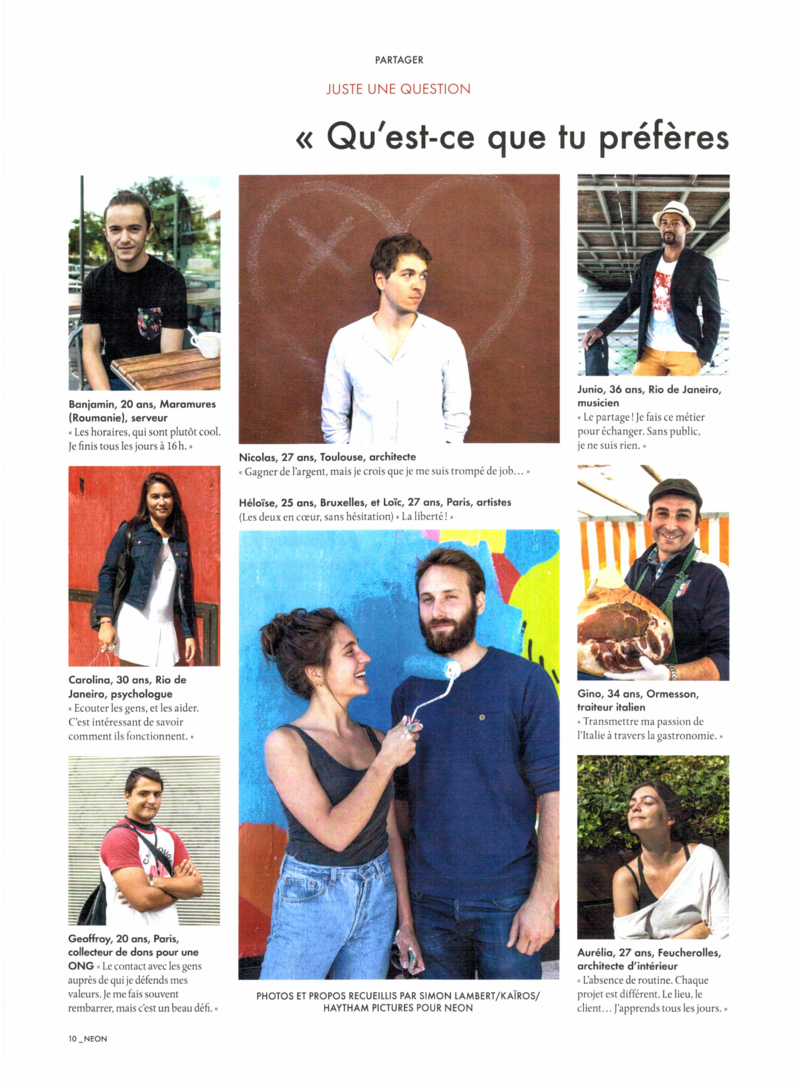 PARTAGER
JUSTE UNE QUESTION
« Qu’est-ce que tu préfères
Banjamin, 20 ans, Maramures
(Roumanie), serveur
« Les horaires, qui sont plutôt cool.
Je finis tous les jours à 16 h. »
Carolina, 30 ans, Rio de
Janeiro, psychologue
« Ecouter les gens, et les aider.
C’est intéressant de savoir
comment ils fonctionnent. »
Geoffroy, 20 ans, Paris,
collecteur de dons pour une
ONG « Le contact avec les gens
auprès de qui je défends mes
valeurs. Je me fais souvent
rembarrer, mais c’est un beau défi. »
Nicolas, 27 ans, Toulouse, architecte
« Gagner de l’argent, mais je crois que je me suis trompé de job… »
Héloïse, 25 ans, Bruxelles, et Loïc, 27 ans, Paris, artistes
(Les deux en cœur, sans hésitation) « La liberté ! »
PHOTOS ET PROPOS RECUEILLIS PAR SIMON LAMBERT/KAÏROS/
HAYTHAM PICTURES POUR NEON
Junio, 36 ans, Rio de Janeiro,
musicien
« Le partage ! Je fais ce métier
pour échanger. Sans public,
je ne suis rien. »
Gino, 34 ans, Ormesson,
traiteur italien
« Transmettre ma passion de
l’Italie à travers la gastronomie. »
Aurélia, 27 ans, Feucherolles,
architecte d’intérieur
« L’absence de routine. Chaque
projet est différent. Le lieu, le
client… J’apprends tous les jours. »
10 _NEON